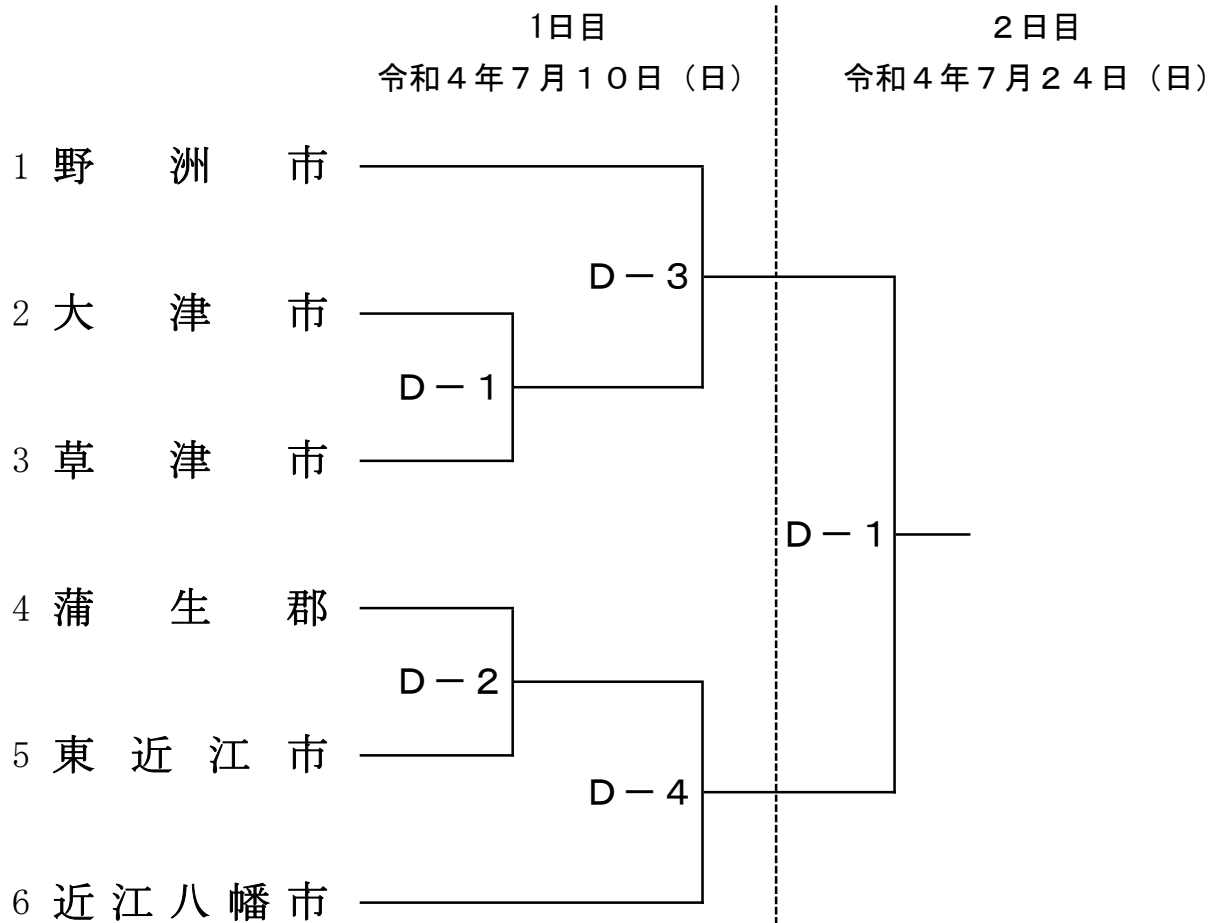 1日目
2日目
令和4年7月10日（日）
令和4年7月24日（日）
1 野洲市
D－3
2 大津市
D－1
3 草津市
D－1
4 蒲生郡
D－2
5 東近江市
D－4
6 近江八幡市